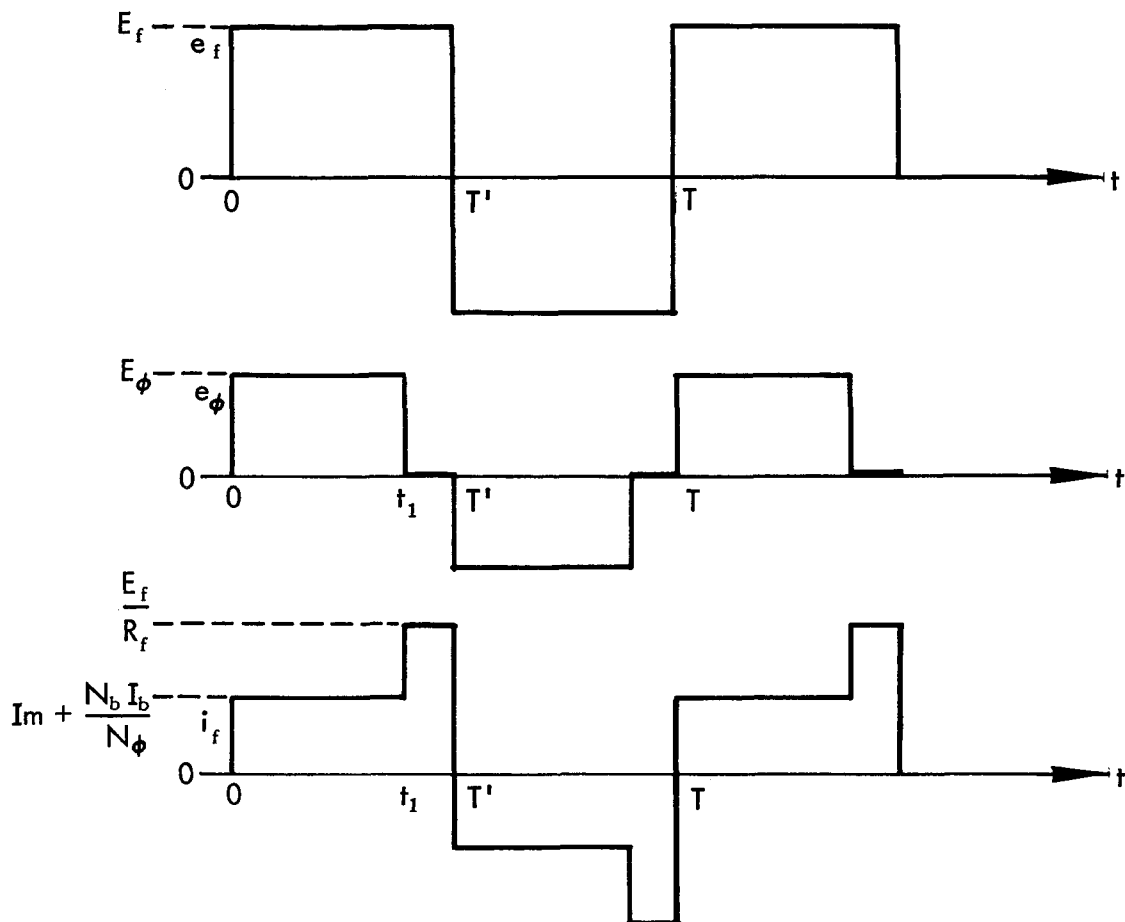 E_f
e_f
0
0 T' T t
E_φ
e_φ
0
0 t_1 T' T t
E_f
R_f
Im + N_b I_b
N_φ
i_f
0
0 t_1 T' T t